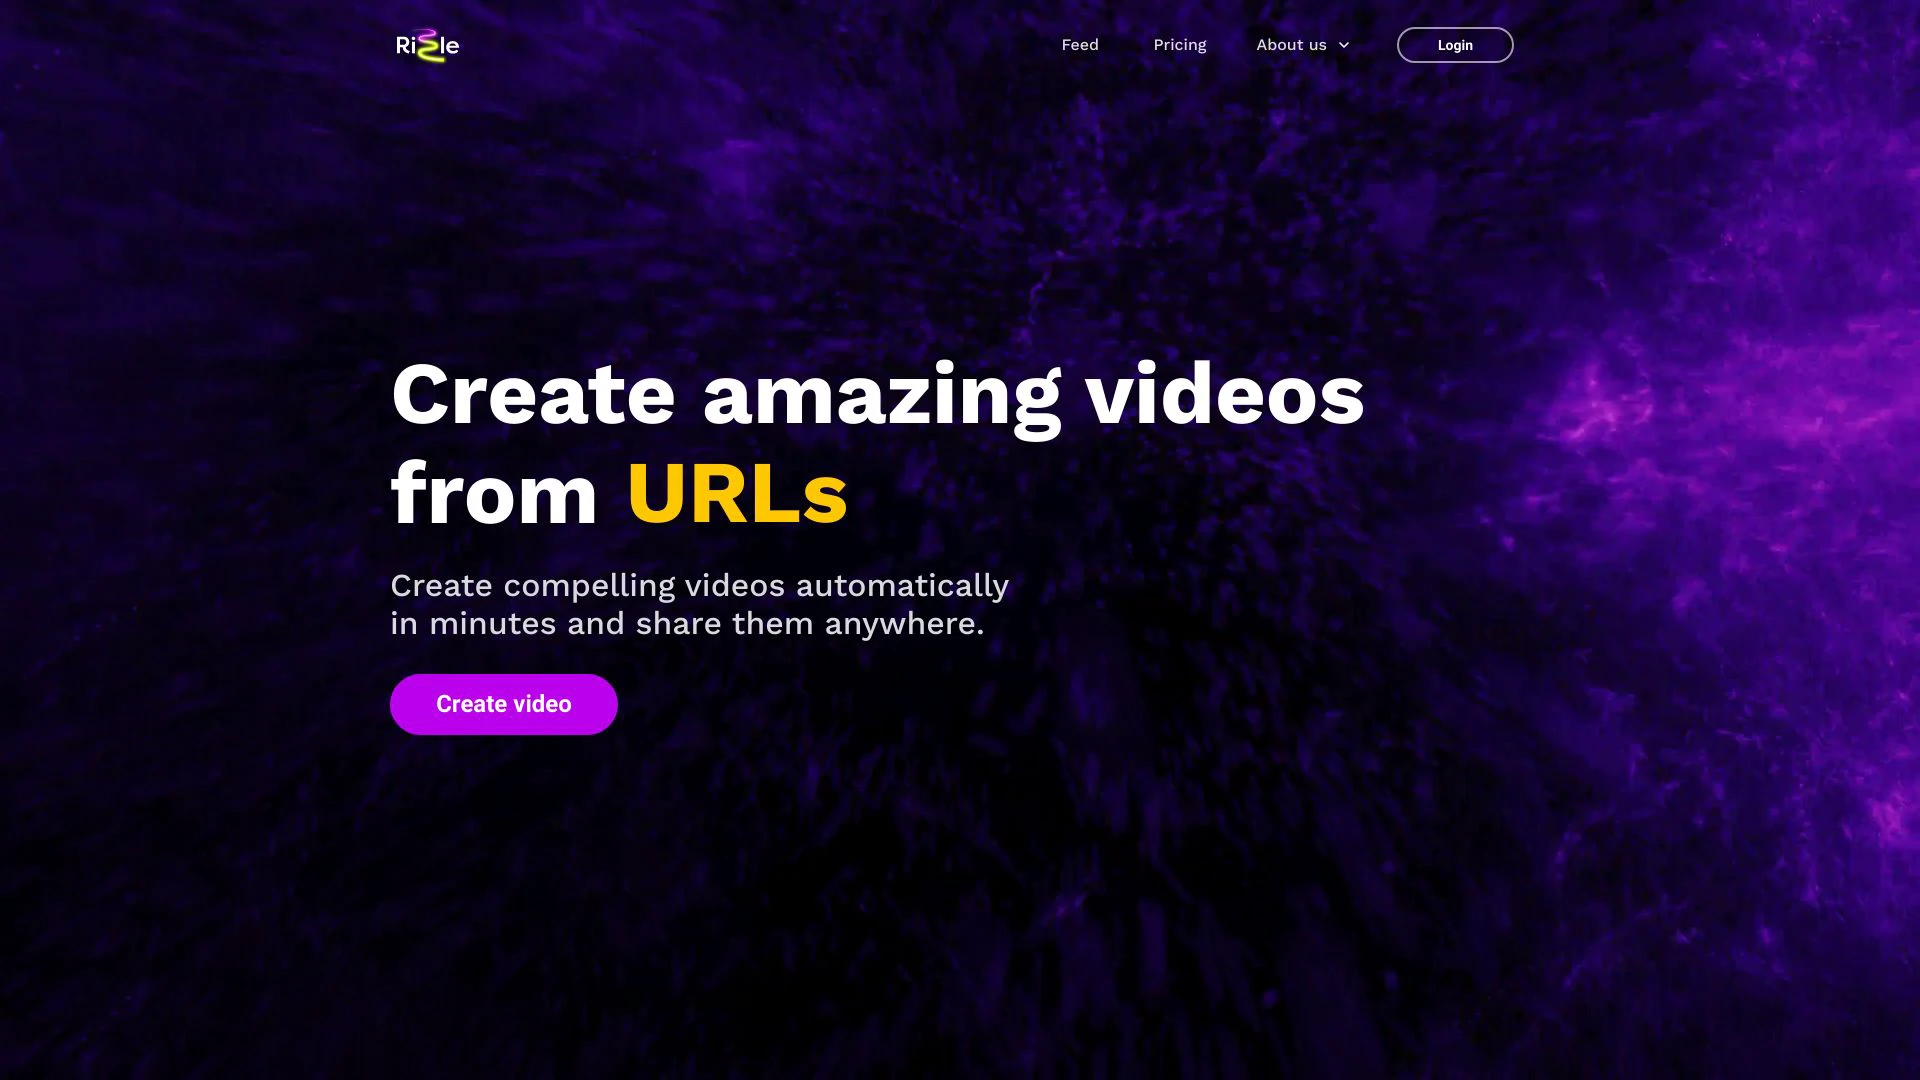 Rizzle
Feed
Pricing
About us
Login
Create amazing videos
from URLs
Create compelling videos automatically
in minutes and share them anywhere.
Create video